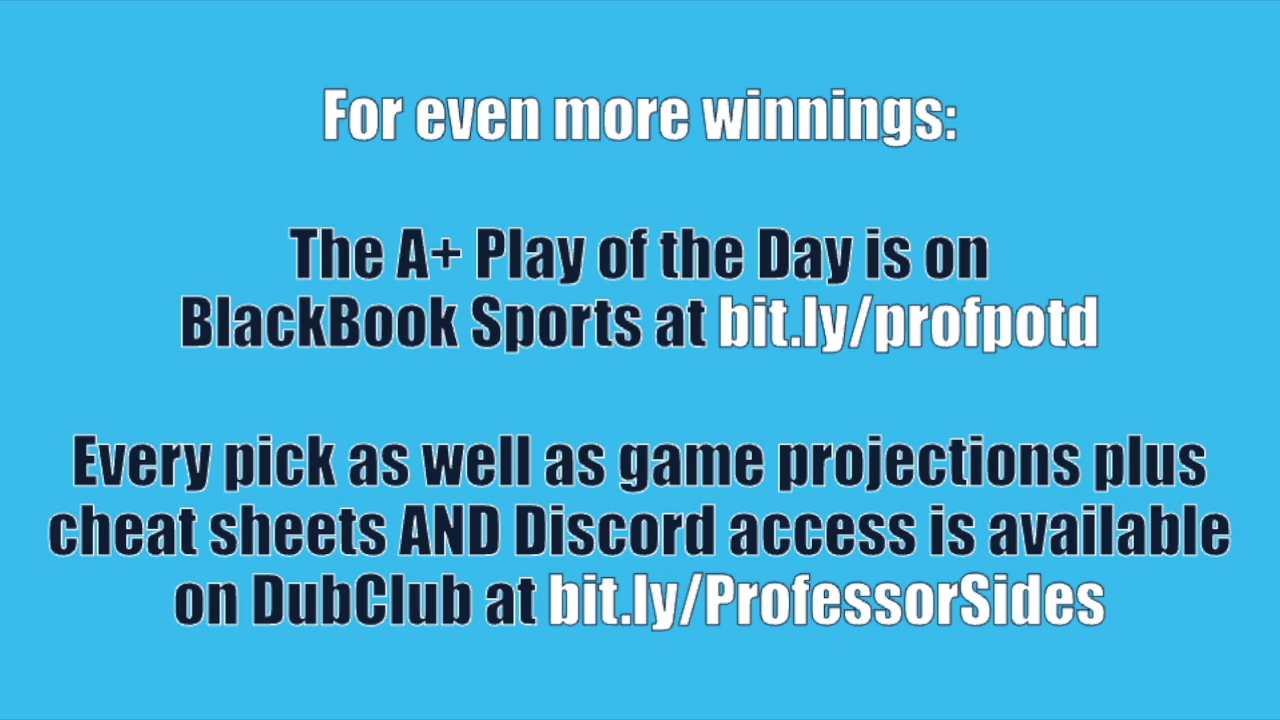 For even more winnings:
The A+ Play of the Day is on
BlackBook Sports at bit.ly/profpotd
Every pick as well as game projections plus
cheat sheets AND Discord access is available
on DubClub at bit.ly/ProfessorSides